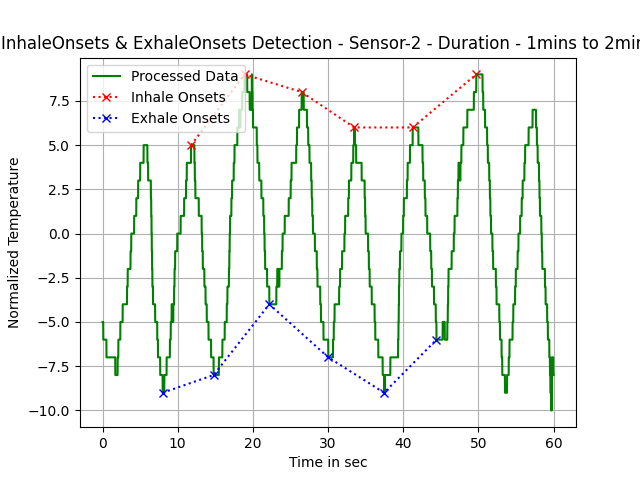 InhaleOnsets & ExhaleOnsets Detection - Sensor-2 - Duration - 1mins to 2min
Processed Data
Inhale Onsets
Exhale Onsets
Normalized Temperature
7.5
5.0
2.5
0.0
−2.5
−5.0
−7.5
−10.0
0 10 20 30 40 50 60
Time in sec